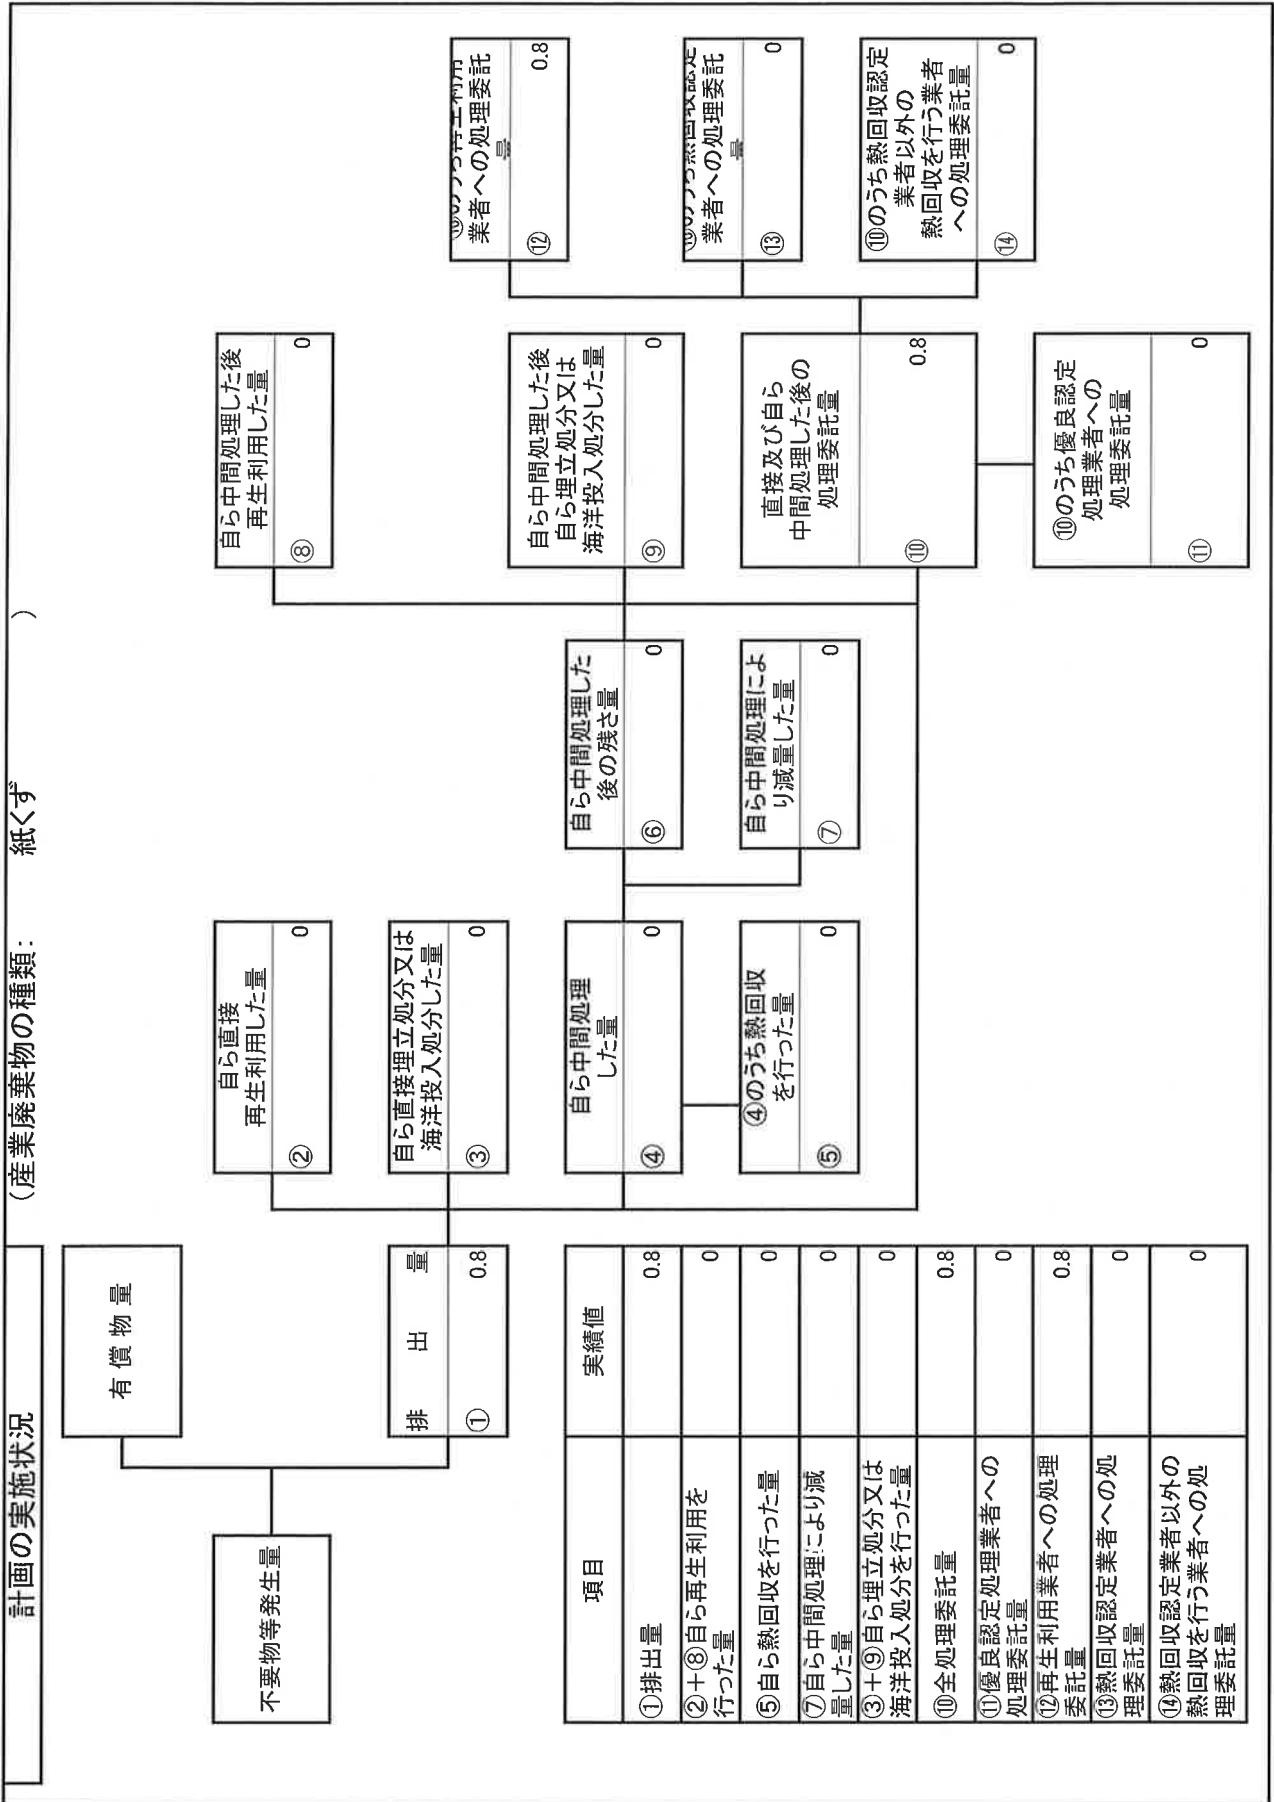 計画の実施状況
(産業廃棄物の種類: 紙くず )
不要物等発生量
有償物量
排出量
① 0.8
自ら直接
再生利用した量
② 0
自ら直接埋立処分又は
海洋投入処分した量
③ 0
自ら中間処理
した量
④ 0
④のうち熱回収
を行った量
⑤ 0
自ら中間処理した
後の残さ量
⑥ 0
自ら中間処理によ
り減量した量
⑦ 0
自ら中間処理した後
再生利用した量
⑧ 0
自ら中間処理した後
自ら埋立処分又は
海洋投入処分した量
⑨ 0
直接及び自ら
中間処理した後の
処理委託量
⑩ 0.8
⑩のうち優良認定
処理業者への
処理委託量
⑪ 0
⑩のうち再生利用
業者への処理委託
量
⑫ 0.8
⑩のうち熱回収認定
業者への処理委託
量
⑬ 0
⑩のうち熱回収認定
業者以外の
熱回収を行う業者
への処理委託量
⑭ 0
項目 実績値
①排出量 0.8
②+⑧自ら再生利用を
行った量 0
⑤自ら熱回収を行った量 0
⑦自ら中間処理により減
量した量 0
③+⑨自ら埋立処分又は
海洋投入処分を行った量 0
⑩全処理委託量 0.8
⑪優良認定処理業者への
処理委託量 0
⑫再生利用業者への処理
委託量 0.8
⑬熱回収認定業者への処
理委託量 0
⑭熱回収認定業者以外の
熱回収を行う業者への処
理委託量 0